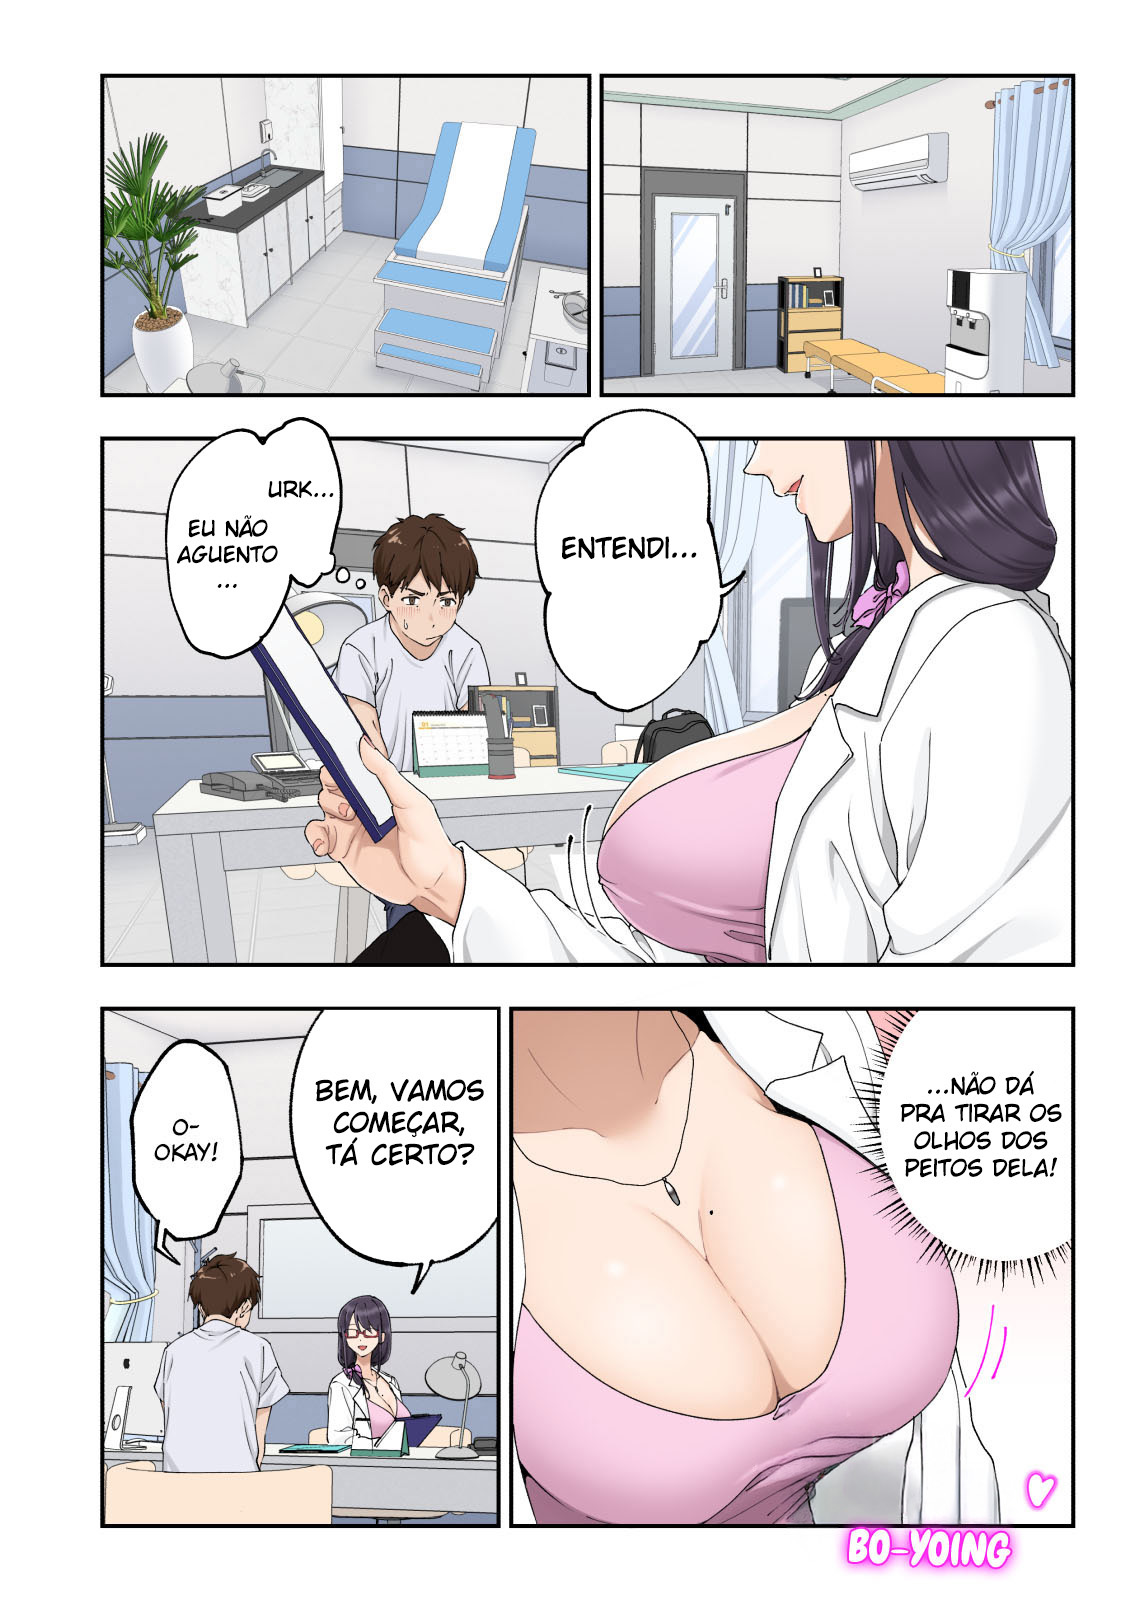 ENTENDI...
URK...
EU NÃO
AGUENTO
...
...NÃO DÁ
PRA TIRAR OS
OLHOS DOS
PEITOS DELA!
BO-YOING
BEM, VAMOS
COMEÇAR,
TÁ CERTO?
O-
OKAY!